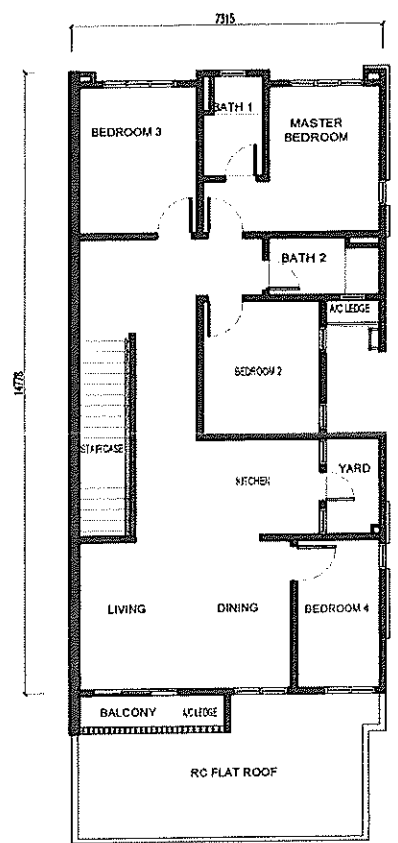 7315
BATH 1
BEDROOM 3
MASTER
BEDROOM
BATH 2
A/C LEDGE
14778
BEDROOM 2
STAIRCASE
KITCHEN
YARD
LIVING
DINING
BEDROOM 4
BALCONY
A/C LEDGE
RC FLAT ROOF